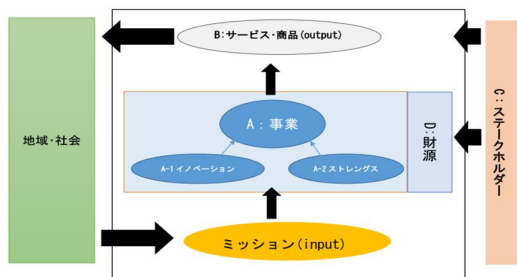 B:サービス・商品(output)
A：事業
A-1イノベーション
A-2ストレングス
D:財源
C：ステークホルダー
地域・社会
ミッション(input)